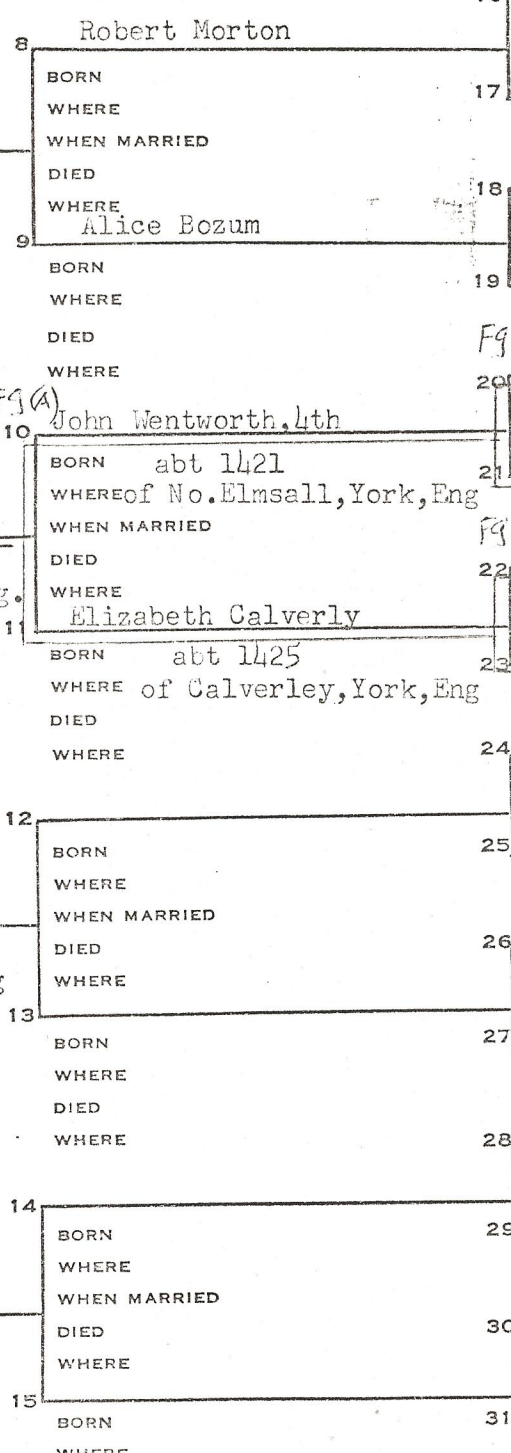 Robert Morton
8
BORN
17
WHERE
WHEN MARRIED
DIED
18
WHERE
Alice Bozum
9
BORN
19
WHERE
DIED
Fg
WHERE
20
Fg (A)
John Wentworth.4th
10
BORN abt 1421
21
WHERE of No.Elmsall,York,Eng
WHEN MARRIED
Fg
DIED
22
WHERE
g.
Elizabeth Calverly
11
BORN abt 1425
23
WHERE of Calverley,York,Eng
DIED
WHERE
24
12
BORN
25
WHERE
WHEN MARRIED
DIED
26
WHERE
g
13
BORN
27
WHERE
DIED
WHERE
28
14
BORN
29
WHERE
WHEN MARRIED
DIED
30
WHERE
15
BORN
31
WHERE